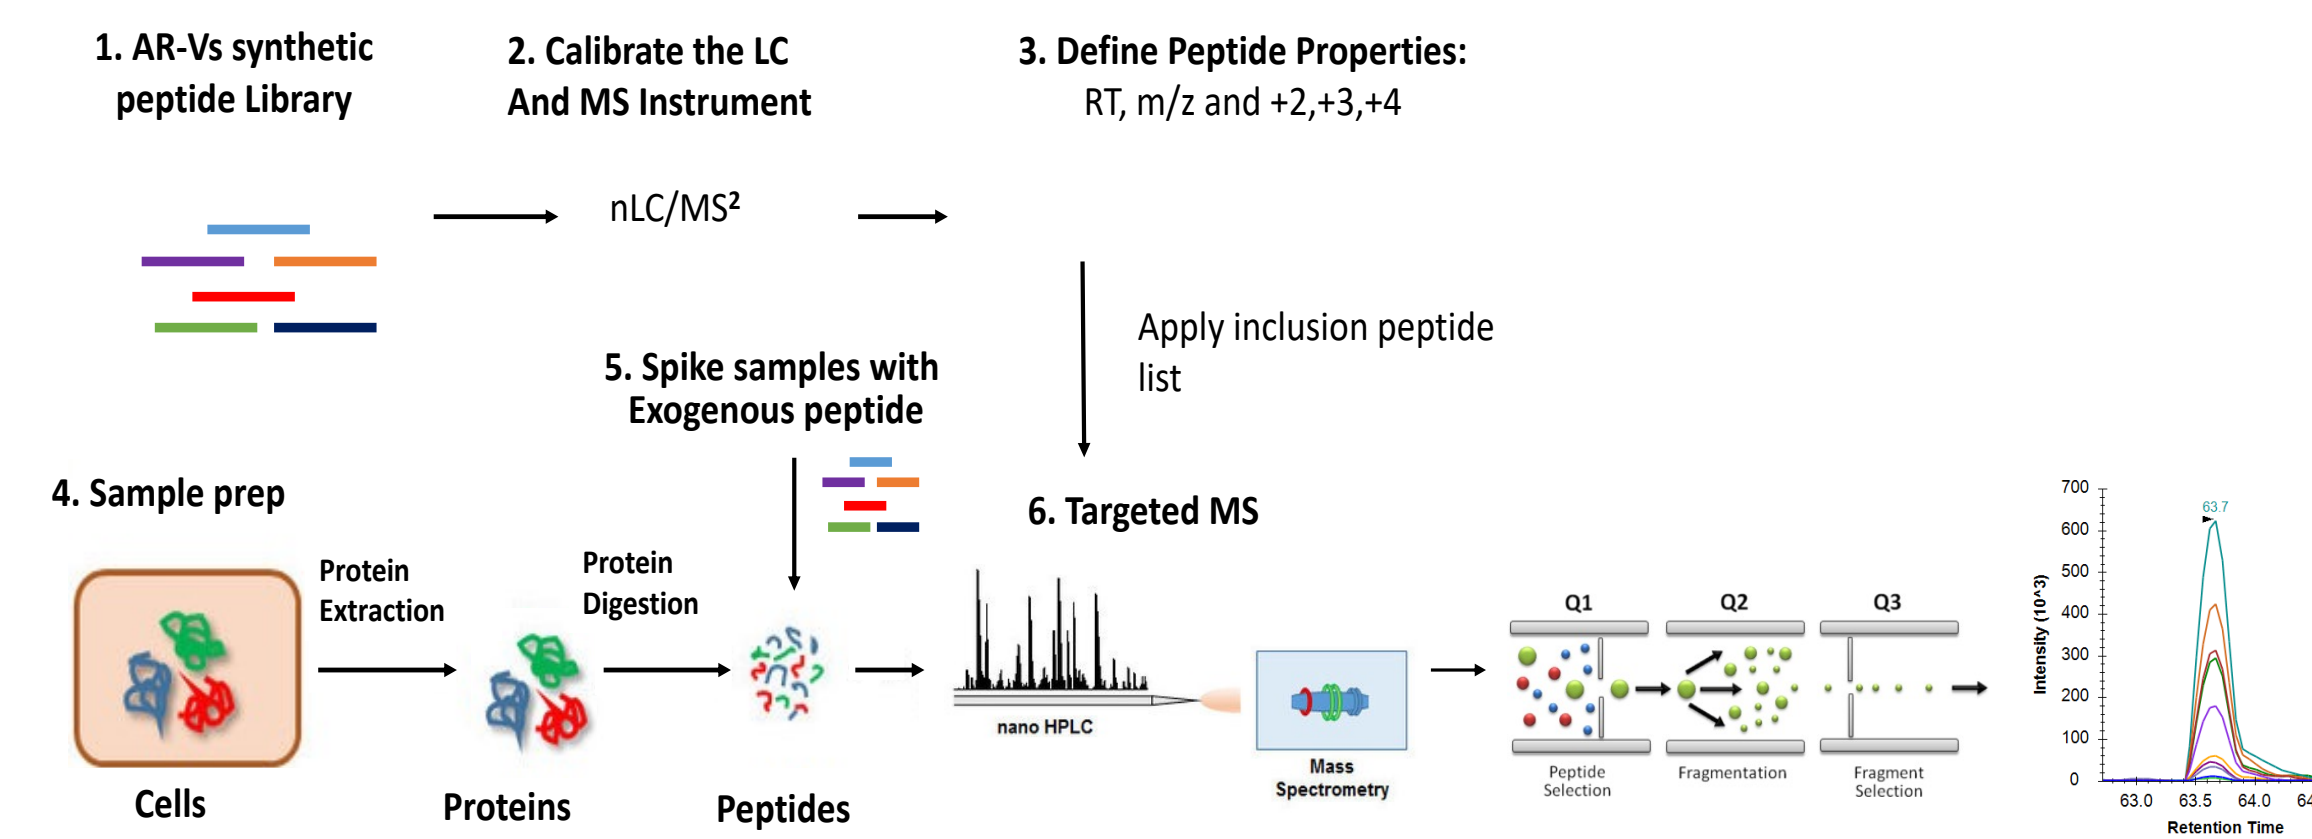 1. AR-Vs synthetic
peptide Library
2. Calibrate the LC
And MS Instrument
3. Define Peptide Properties:
RT, m/z and +2,+3,+4
nLC/MS²
Apply inclusion peptide
list
5. Spike samples with
Exogenous peptide
4. Sample prep
6. Targeted MS
Protein
Extraction
Protein
Digestion
Cells
Proteins
Peptides
nano HPLC
Mass
Spectrometry
Q1
Q2
Q3
Peptide
Selection
Fragmentation
Fragment
Selection
63.7
700
600
500
400
300
200
100
0
Intensity (10^3)
63.0 63.5 64.0 64
Retention Time